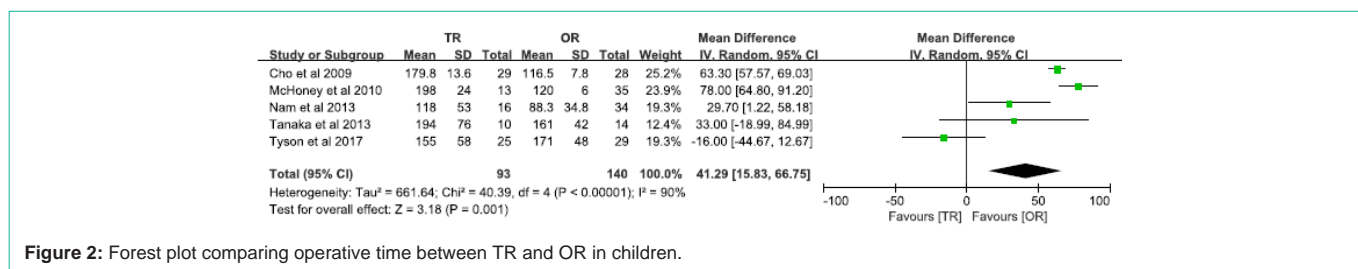 TR OR Mean Difference Mean Difference
Study or Subgroup Mean SD Total Mean SD Total Weight IV, Random, 95% CI IV, Random, 95% CI
Cho et al 2009 179.8 13.6 29 116.5 7.8 28 25.2% 63.30 [57.57, 69.03]
McHoney et al 2010 198 24 13 120 6 35 23.9% 78.00 [64.80, 91.20]
Nam et al 2013 118 53 16 88.3 34.8 34 19.3% 29.70 [1.22, 58.18]
Tanaka et al 2013 194 76 10 161 42 14 12.4% 33.00 [-18.99, 84.99]
Tyson et al 2017 155 58 25 171 48 29 19.3% -16.00 [-44.67, 12.67]
Total (95% CI) 93 140 100.0% 41.29 [15.83, 66.75]
Heterogeneity: Tau² = 661.64; Chi² = 40.39, df = 4 (P < 0.00001); I² = 90%
Test for overall effect: Z = 3.18 (P = 0.001)
-100 -50 0 50 100
Favours [TR] Favours [OR]
Figure 2: Forest plot comparing operative time between TR and OR in children.